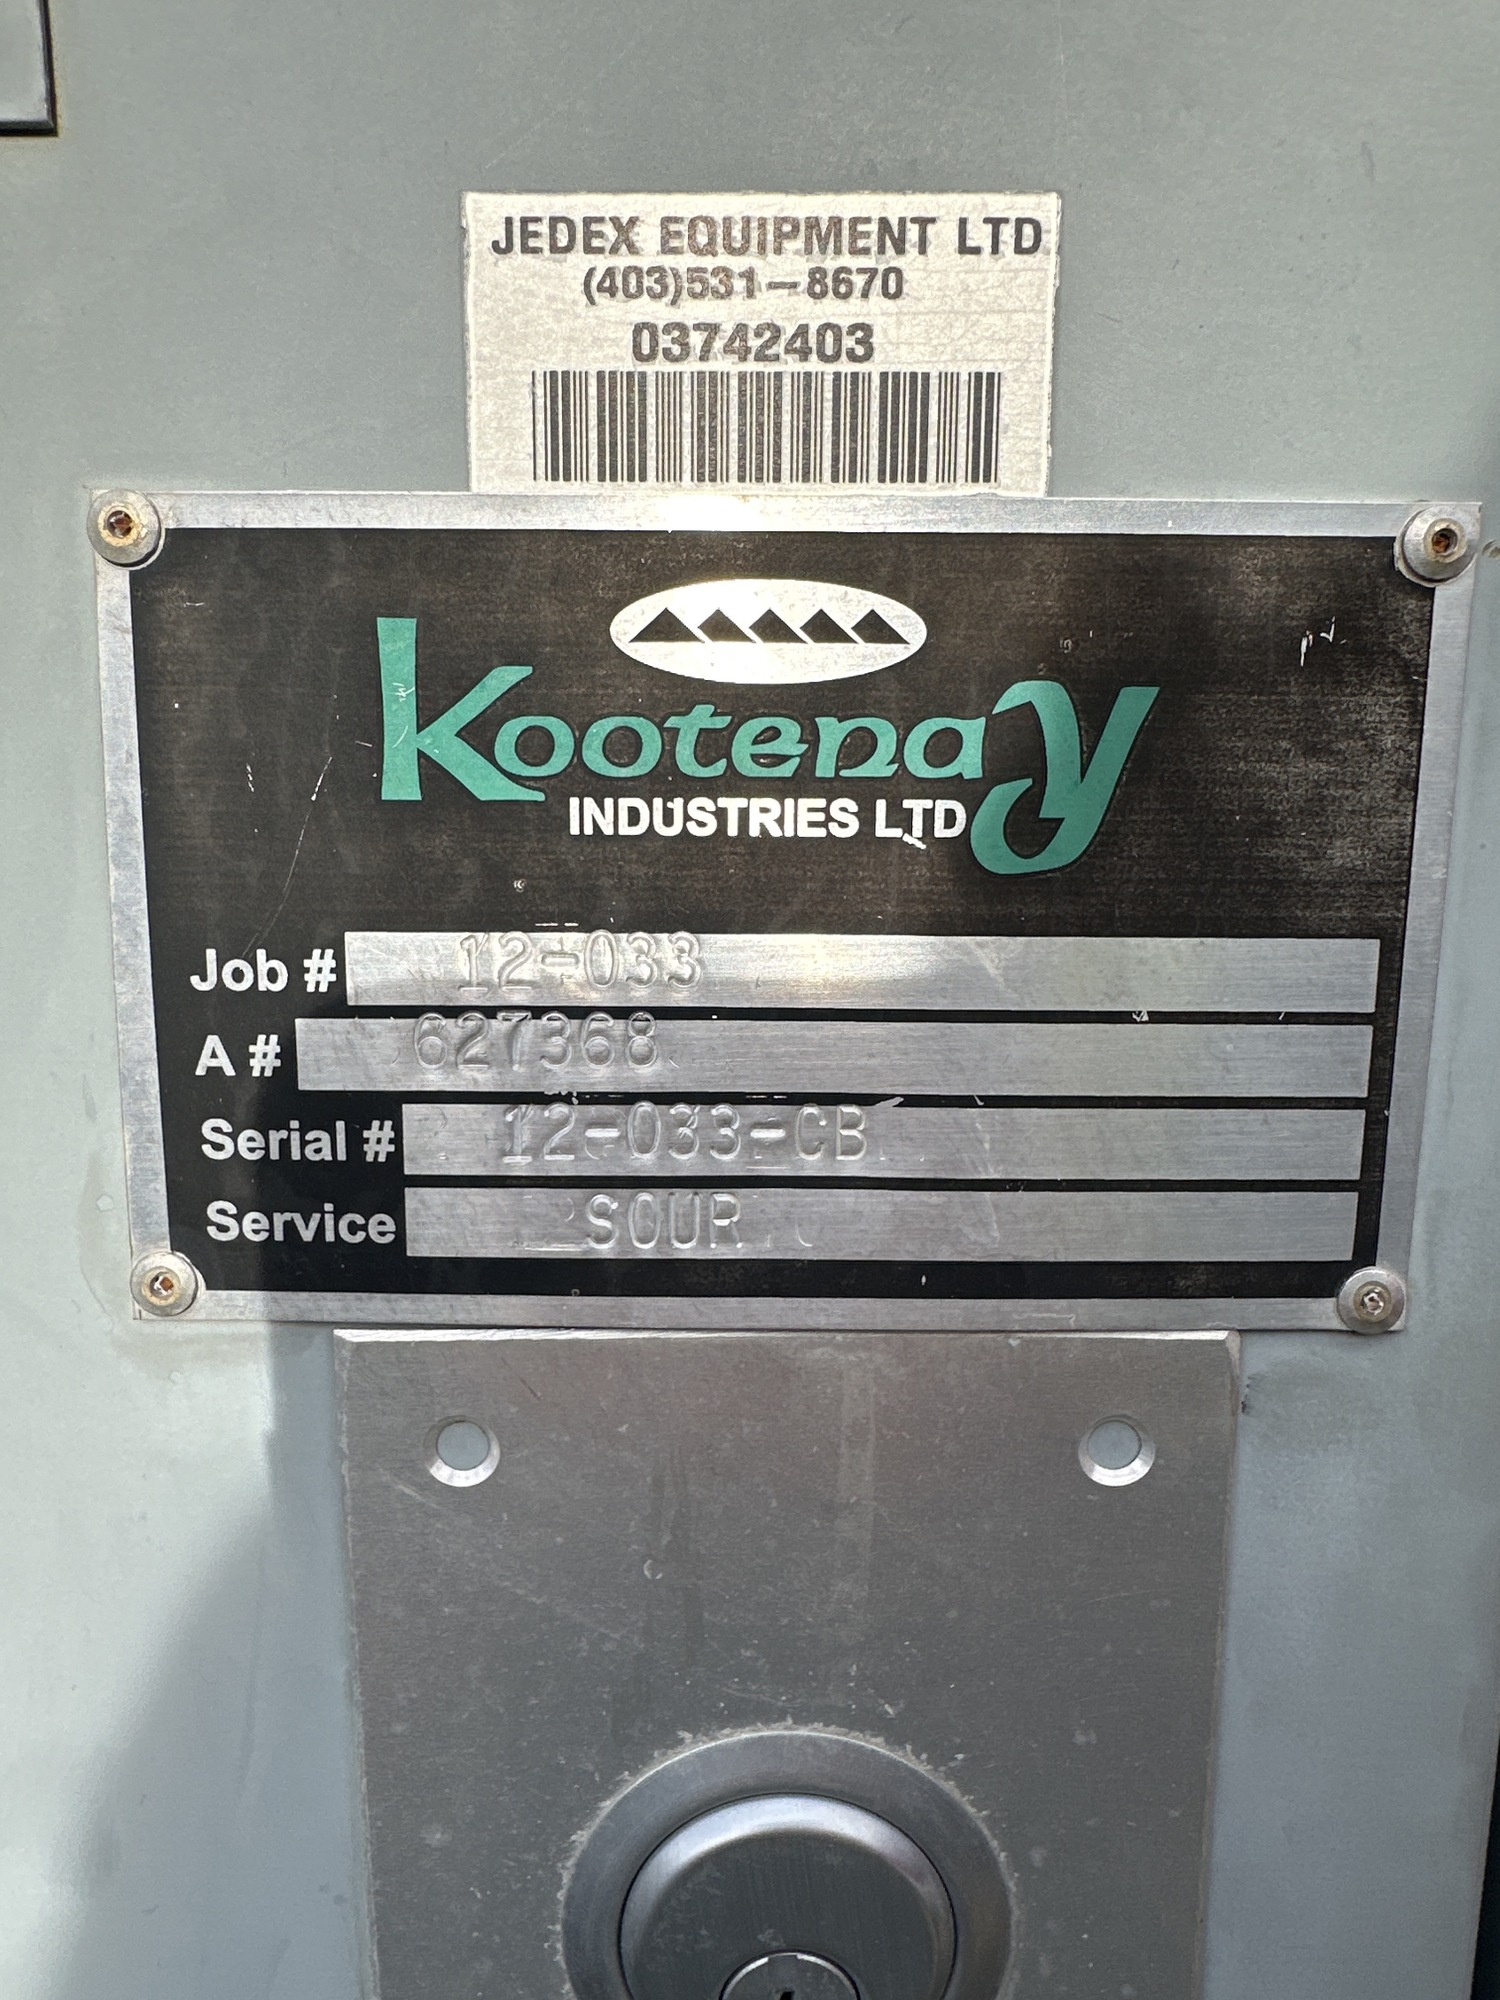 JEDEX EQUIPMENT LTD
(403)531-8670
03742403
Kootenay
INDUSTRIES LTD
Job # 12-033
A # 627368
Serial # 12-033-CB
Service SOUR